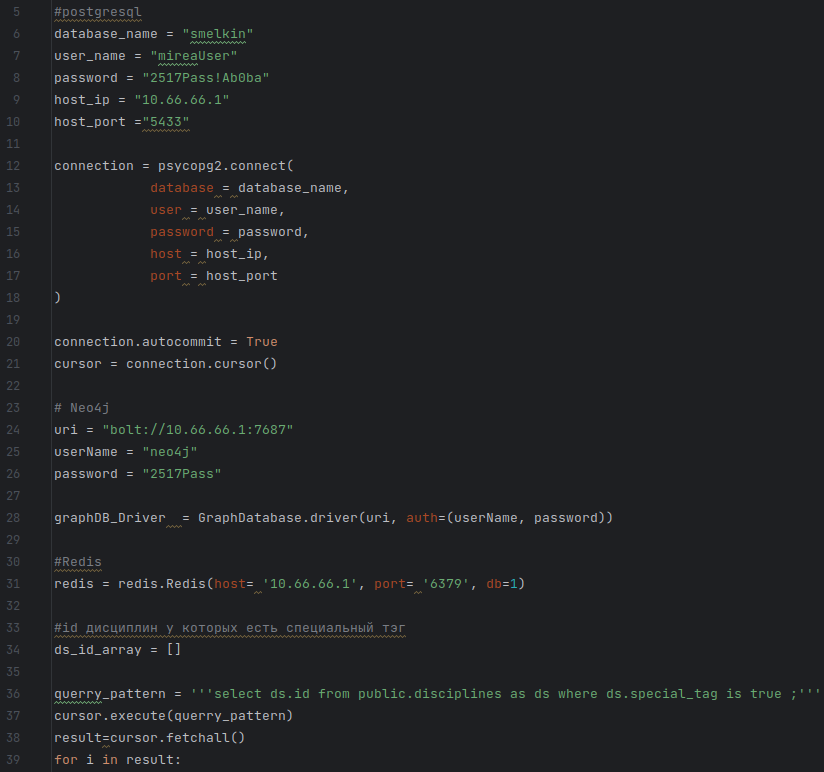 5 #postgresql
6 database_name = "smelkin"
7 user_name = "mireaUser"
8 password = "2517Pass!Ab0ba"
9 host_ip = "10.66.66.1"
10 host_port ="5433"
11
12 connection = psycopg2.connect(
13 database = database_name,
14 user = user_name,
15 password = password,
16 host = host_ip,
17 port = host_port
18 )
19
20 connection.autocommit = True
21 cursor = connection.cursor()
22
23 # Neo4j
24 uri = "bolt://10.66.66.1:7687"
25 userName = "neo4j"
26 password = "2517Pass"
27
28 graphDB_Driver  = GraphDatabase.driver(uri, auth=(userName, password))
29
30 #Redis
31 redis = redis.Redis(host= '10.66.66.1', port= '6379', db=1)
32
33 #id дисциплин у которых есть специальный тэг
34 ds_id_array = []
35
36 querry_pattern = '''select ds.id from public.disciplines as ds where ds.special_tag is true ;'''
37 cursor.execute(querry_pattern)
38 result=cursor.fetchall()
39 for i in result: